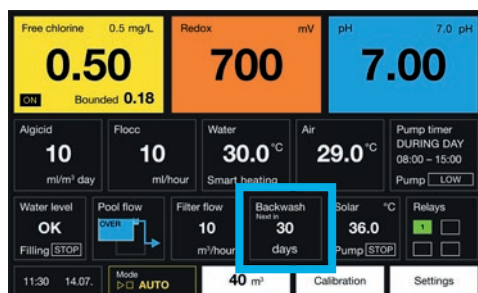 Free chlorine 0.5 mg/L
0.50
ON Bounded 0.18
Redox mV
700
pH 7.0 pH
7.00
Algicid
10
ml/m³ day
Flocc
10
ml/hour
Water
30.0 °C
Smart heating
Air
29.0 °C
Pump timer
DURING DAY
08:00 – 15:00
Pump LOW
Water level
OK
Filling STOP
Pool flow
OVER
Filter flow
10
m³/hour
Backwash
Next in
30
days
Solar °C
36.0
Pump STOP
Relays
1
11:30 14.07.
Mode
AUTO
40 m³
Calibration
Settings